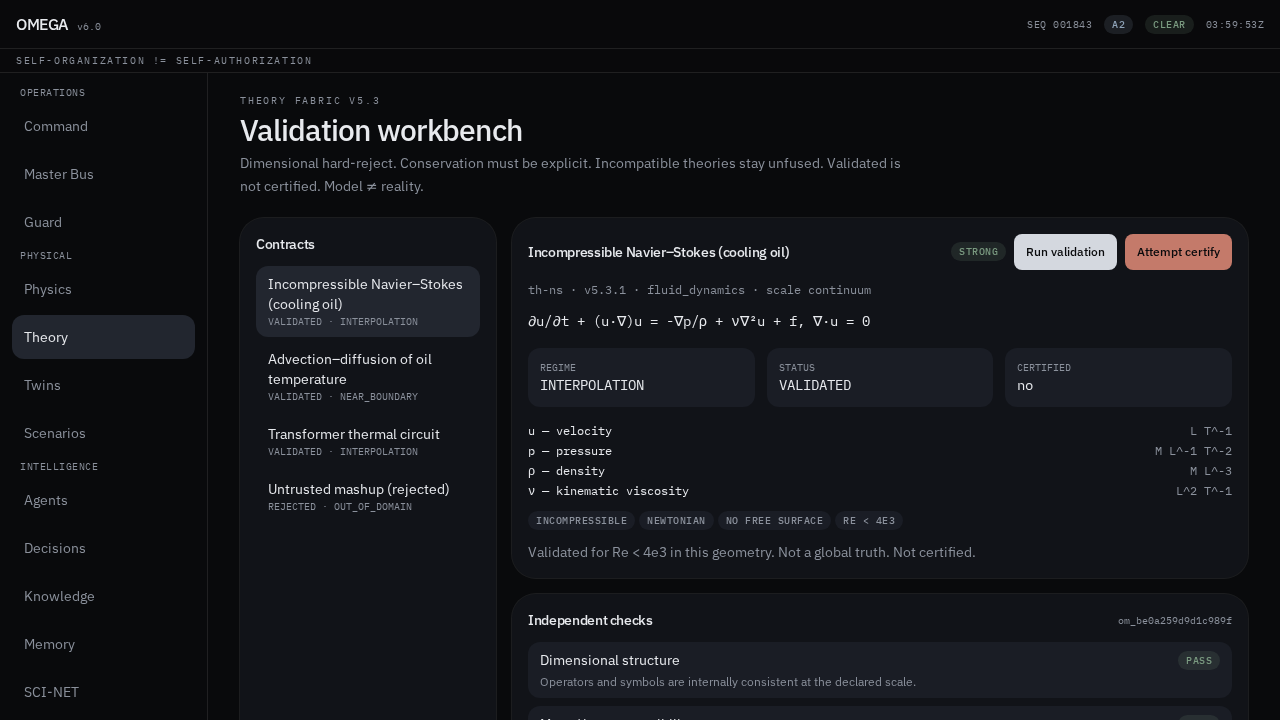 OMEGA v6.0
SEQ 001843 A2 CLEAR 03:59:53Z
SELF-ORGANIZATION != SELF-AUTHORIZATION
OPERATIONS
Command
Master Bus
Guard
PHYSICAL
Physics
Theory
Twins
Scenarios
INTELLIGENCE
Agents
Decisions
Knowledge
Memory
SCI-NET
THEORY FABRIC V5.3
Validation workbench
Dimensional hard-reject. Conservation must be explicit. Incompatible theories stay unfused. Validated is
not certified. Model ≠ reality.
Contracts
Incompressible Navier–Stokes
(cooling oil)
VALIDATED · INTERPOLATION
Advection–diffusion of oil
temperature
VALIDATED · NEAR_BOUNDARY
Transformer thermal circuit
VALIDATED · INTERPOLATION
Untrusted mashup (rejected)
REJECTED · OUT_OF_DOMAIN
Incompressible Navier–Stokes (cooling oil)
STRONG Run validation Attempt certify
th-ns · v5.3.1 · fluid_dynamics · scale continuum
∂u/∂t + (u·∇)u = -∇p/ρ + ν∇²u + f, ∇·u = 0
REGIME
INTERPOLATION
STATUS
VALIDATED
CERTIFIED
no
u — velocity L T^-1
p — pressure M L^-1 T^-2
ρ — density M L^-3
ν — kinematic viscosity L^2 T^-1
INCOMPRESSIBLE NEWTONIAN NO FREE SURFACE RE < 4E3
Validated for Re < 4e3 in this geometry. Not a global truth. Not certified.
Independent checks om_be0a259d9d1c989f
Dimensional structure PASS
Operators and symbols are internally consistent at the declared scale.